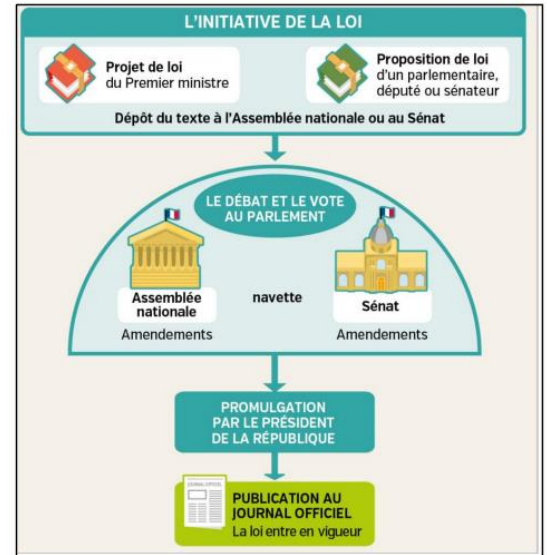 L'INITIATIVE DE LA LOI
Projet de loi
du Premier ministre
Proposition de loi
d'un parlementaire,
député ou sénateur
Dépôt du texte à l'Assemblée nationale ou au Sénat
LE DÉBAT ET LE VOTE
AU PARLEMENT
Assemblée
nationale
navette
Sénat
Amendements
Amendements
PROMULGATION
PAR LE PRÉSIDENT
DE LA RÉPUBLIQUE
JOURNAL OFFICIEL
PUBLICATION AU
JOURNAL OFFICIEL
La loi entre en vigueur